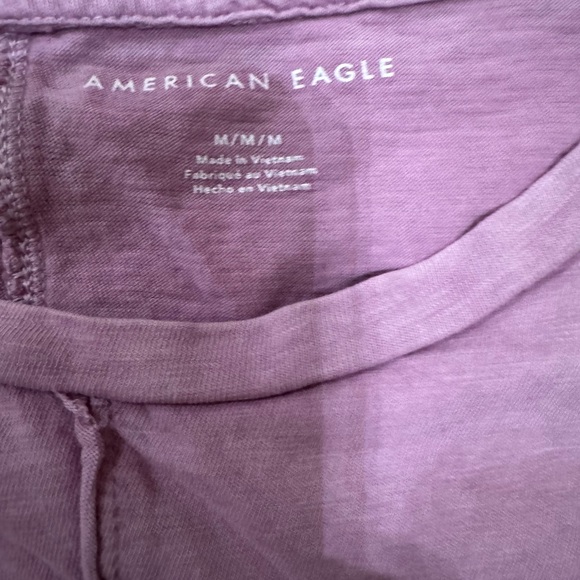 AMERICAN EAGLE
M/M/M
Made in Vietnam
Fabriqué au Vietnam
Hecho en Vietnam